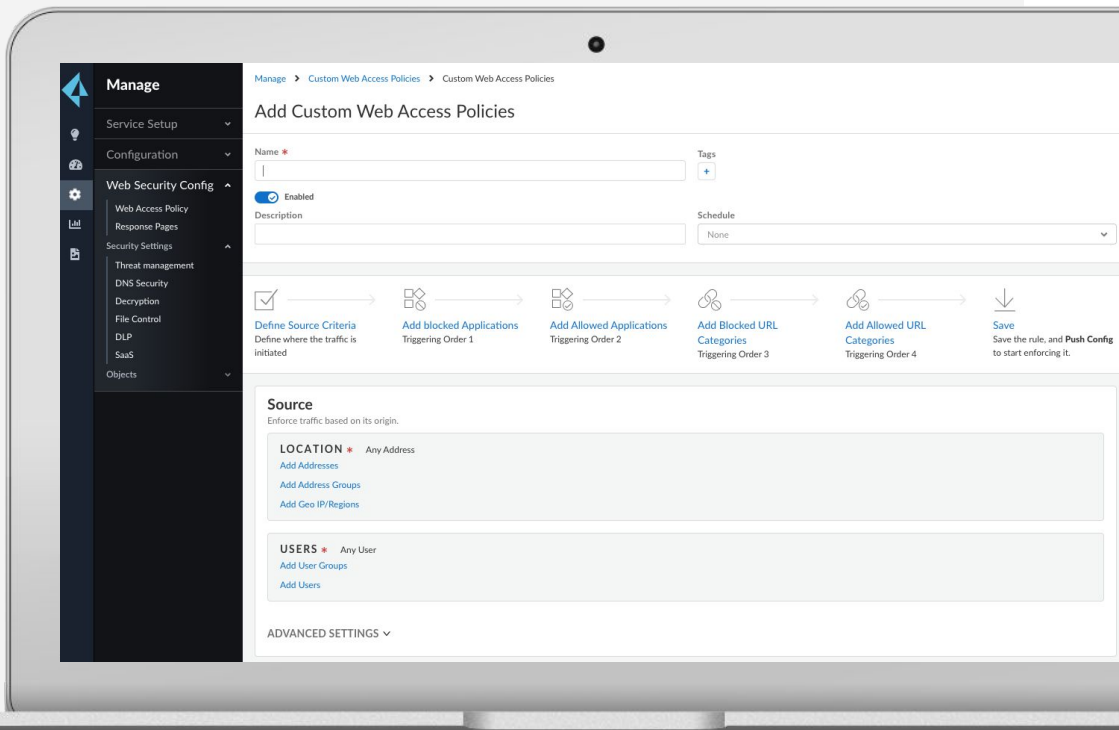 Manage
Service Setup
Configuration
Web Security Config
Web Access Policy
Response Pages
Security Settings
Threat management
DNS Security
Decryption
File Control
DLP
SaaS
Objects
Manage > Custom Web Access Policies > Custom Web Access Policies
Add Custom Web Access Policies
Name *
Tags
+
Enabled
Description
Schedule
None
Define Source Criteria
Define where the traffic is
initiated
Add blocked Applications
Triggering Order 1
Add Allowed Applications
Triggering Order 2
Add Blocked URL
Categories
Triggering Order 3
Add Allowed URL
Categories
Triggering Order 4
Save
Save the rule, and Push Config
to start enforcing it.
Source
Enforce traffic based on its origin.
LOCATION * Any Address
Add Addresses
Add Address Groups
Add Geo IP/Regions
USERS * Any User
Add User Groups
Add Users
ADVANCED SETTINGS